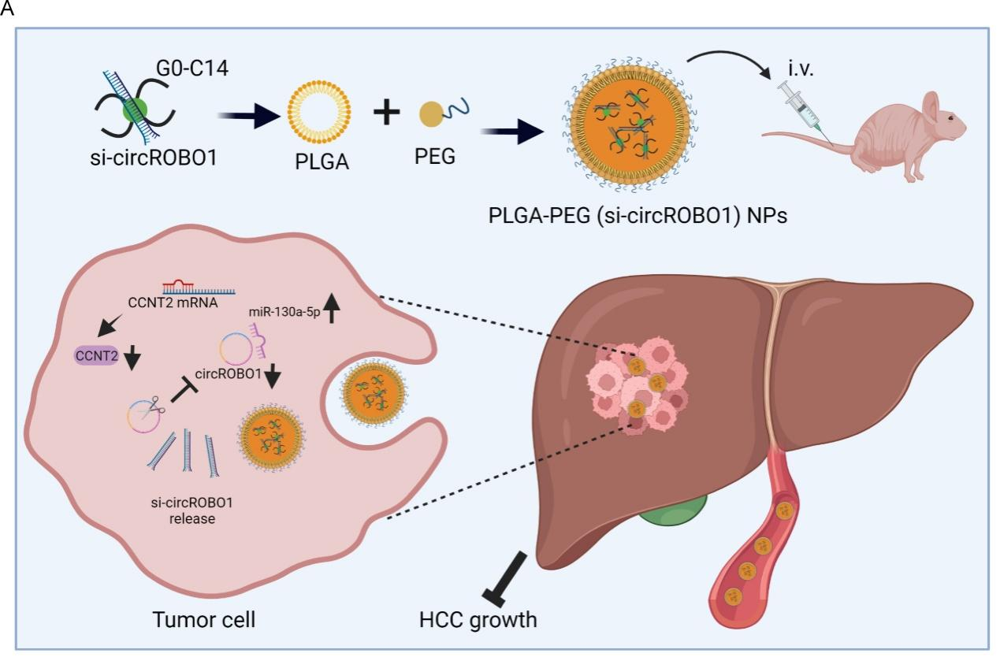 A
G0-C14
si-circROBO1
PLGA
PEG
i.v.
PLGA-PEG (si-circROBO1) NPs
CCNT2 mRNA
miR-130a-5p
CCNT2
circROBO1
si-circROBO1
release
Tumor cell
HCC growth